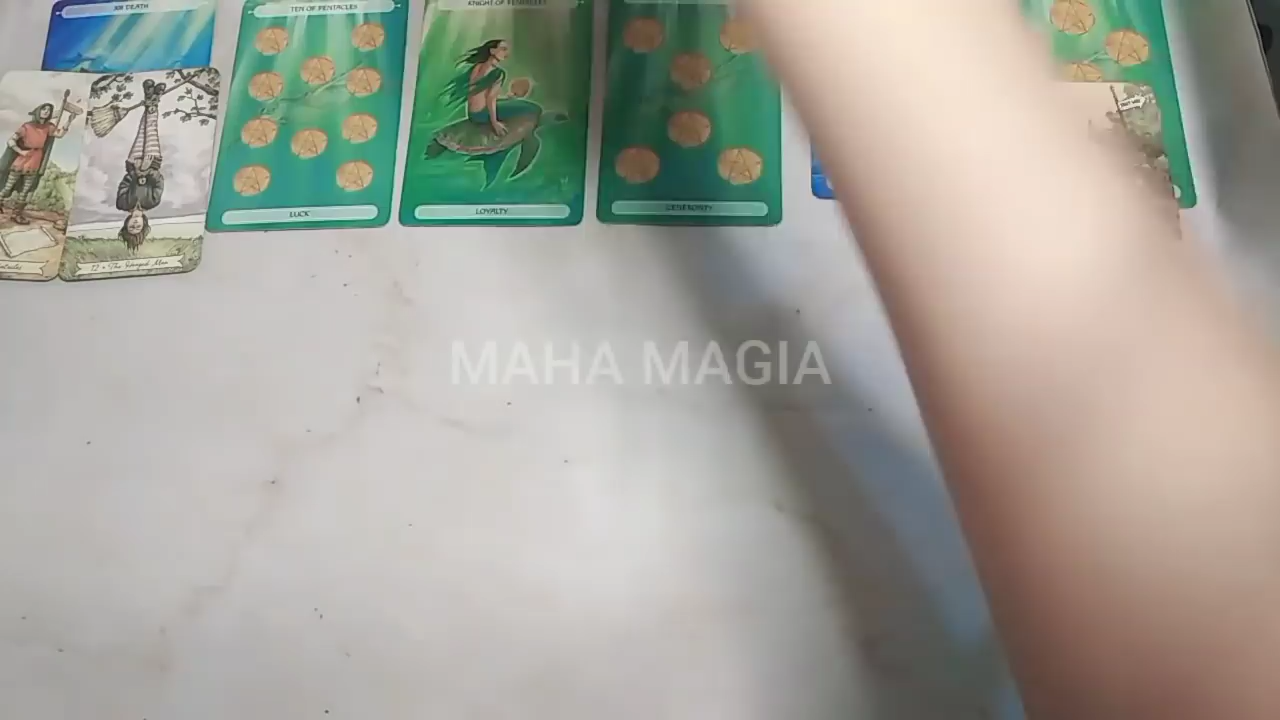 XIII DEATH
TEN OF PENTACLES
KNIGHT OF PENTACLES
LUCK
LOYALTY
GENEROSITY
12 • The Hanged Man
MAHA MAGIA